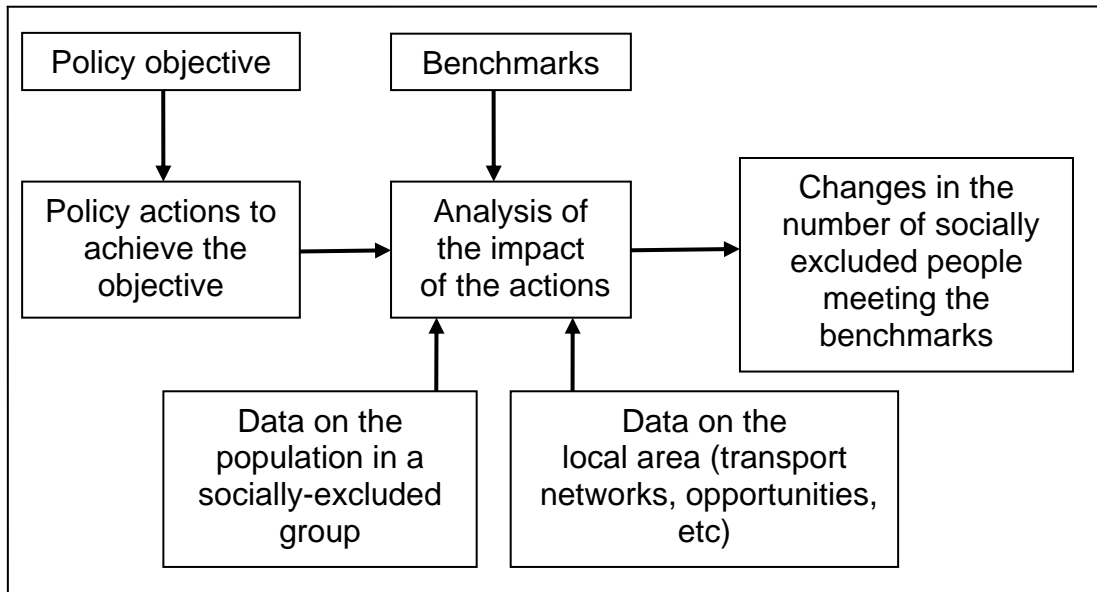 Policy objective
Benchmarks
Policy actions to
achieve the
objective
Analysis of
the impact
of the actions
Changes in the
number of socially
excluded people
meeting the
benchmarks
Data on the
population in a
socially-excluded
group
Data on the
local area (transport
networks, opportunities,
etc)